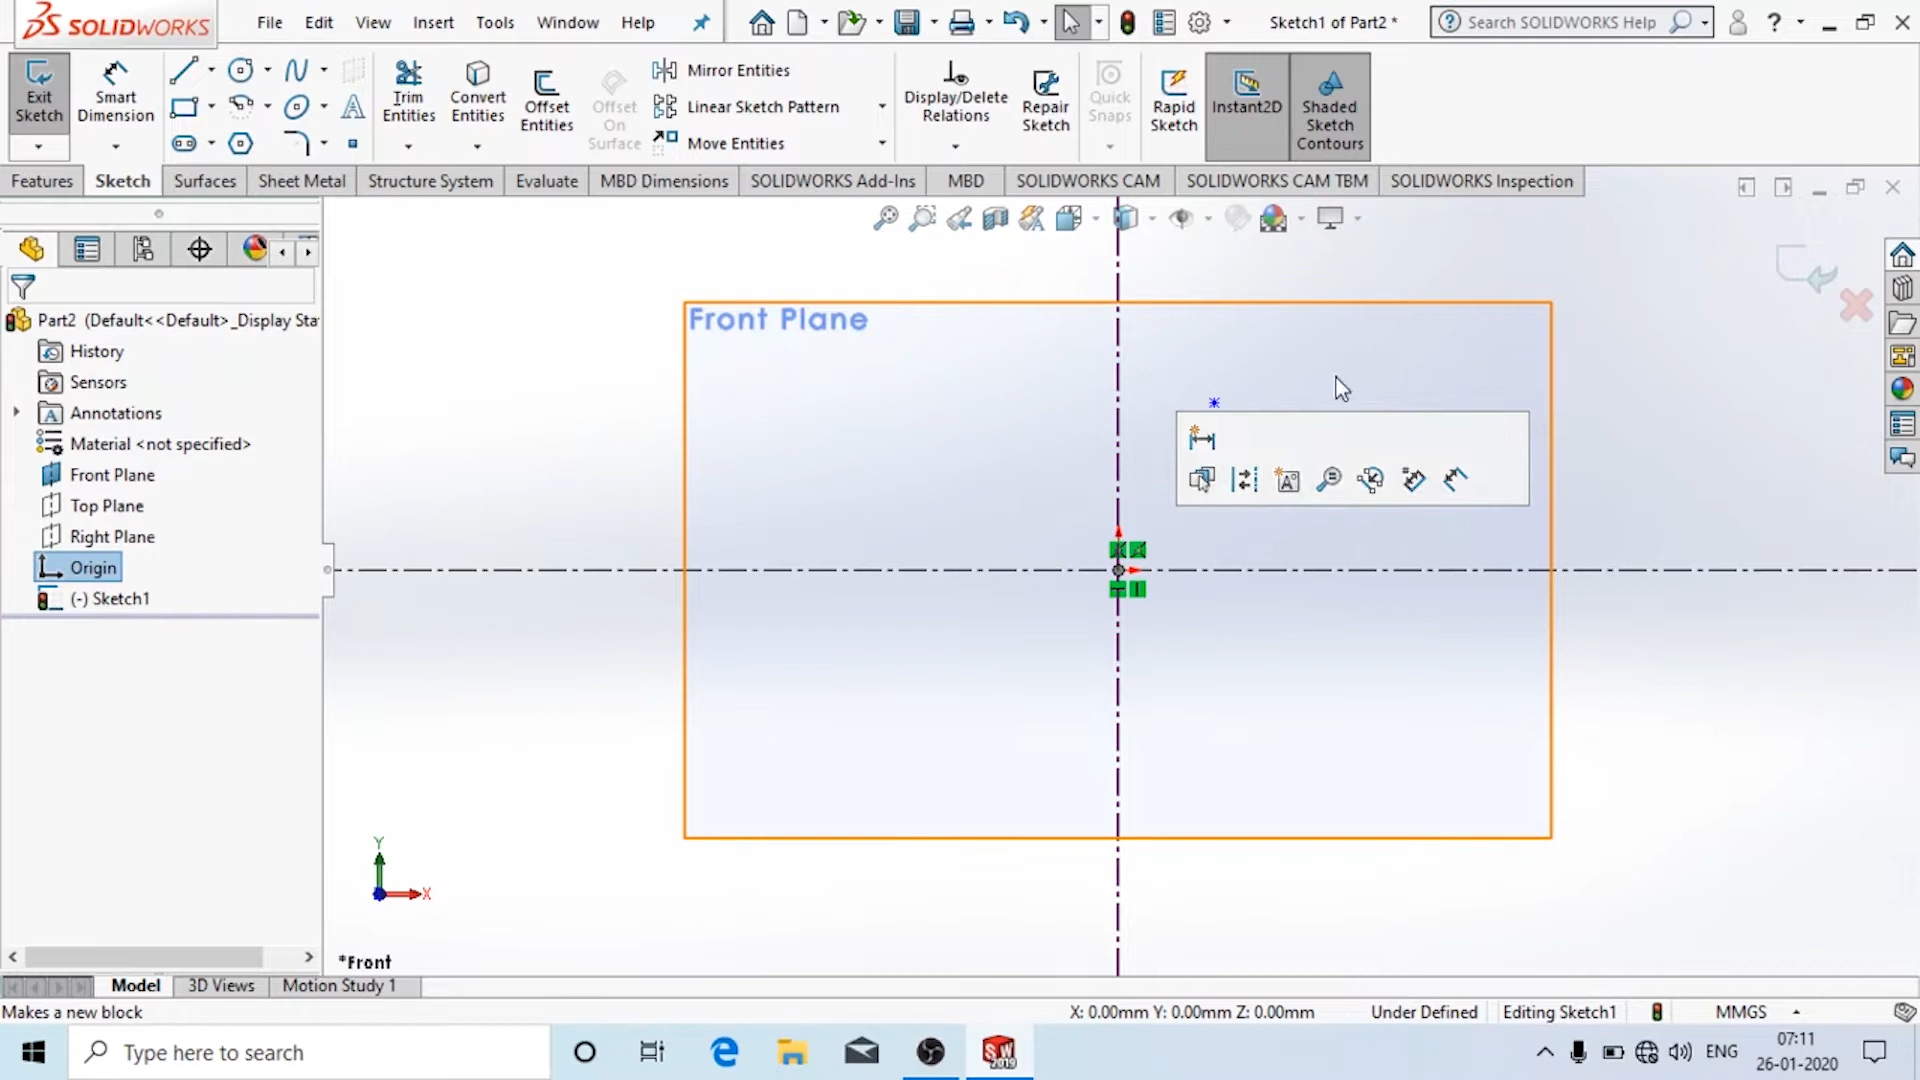 SOLIDWORKS
File Edit View Insert Tools Window Help
Sketch1 of Part2 *
Search SOLIDWORKS Help
Exit Sketch
Smart Dimension
Trim Entities
Convert Entities
Offset Entities
Offset On Surface
Mirror Entities
Linear Sketch Pattern
Move Entities
Display/Delete Relations
Repair Sketch
Quick Snaps
Rapid Sketch
Instant2D
Shaded Sketch Contours
Features Sketch Surfaces Sheet Metal Structure System Evaluate MBD Dimensions SOLIDWORKS Add-Ins MBD SOLIDWORKS CAM SOLIDWORKS CAM TBM SOLIDWORKS Inspection
Part2 (Default<<Default>_Display Sta
History
Sensors
Annotations
Material <not specified>
Front Plane
Top Plane
Right Plane
Origin
(-) Sketch1
Front Plane
Y
X
*Front
Model 3D Views Motion Study 1
Makes a new block
X: 0.00mm Y: 0.00mm Z: 0.00mm
Under Defined
Editing Sketch1
MMGS
Type here to search
SW
2019
ENG
07:11
26-01-2020